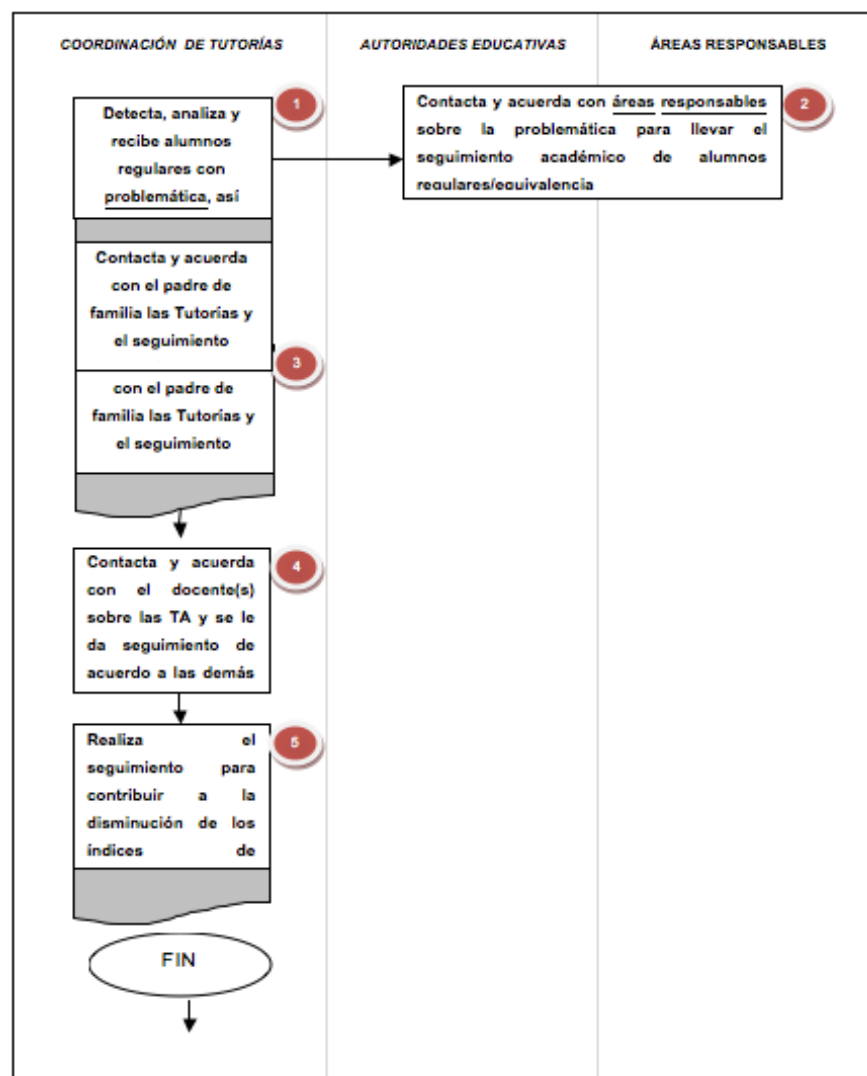 COORDINACIÓN DE TUTORÍAS
AUTORIDADES EDUCATIVAS
ÁREAS RESPONSABLES
1
Detecta, analiza y
recibe alumnos
regulares con
problemática, así
2
Contacta y acuerda con áreas responsables
sobre la problemática para llevar el
seguimiento académico de alumnos
regulares/equivalencia
Contacta y acuerda
con el padre de
familia las Tutorias y
el seguimiento
3
con el padre de
familia las Tutorias y
el seguimiento
4
Contacta y acuerda
con el docente(s)
sobre las TA y se le
da seguimiento de
acuerdo a las demás
5
Realiza el
seguimiento para
contribuir a la
disminución de los
índices de
FIN